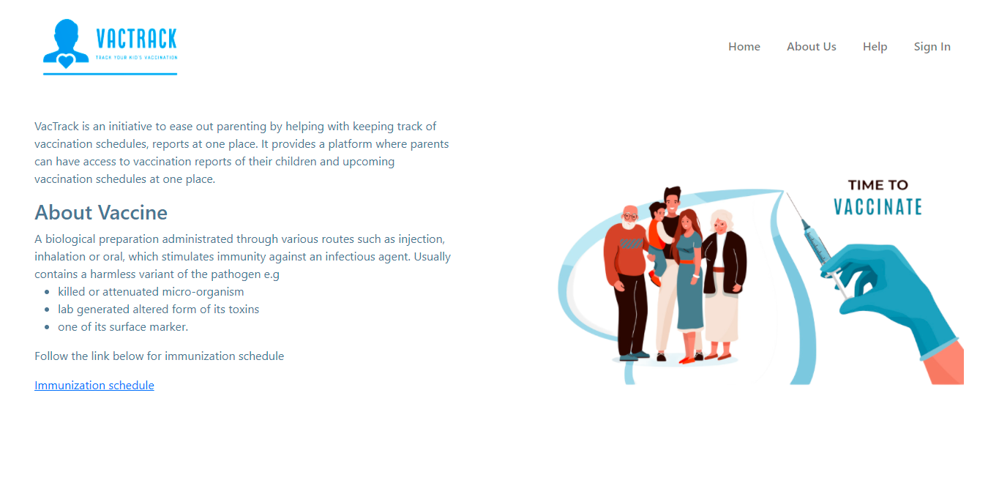 VACTRACK
TRACK YOUR KID'S VACCINATION
Home
About Us
Help
Sign In
VacTrack is an initiative to ease out parenting by helping with keeping track of
vaccination schedules, reports at one place. It provides a platform where parents
can have access to vaccination reports of their children and upcoming
vaccination schedules at one place.
About Vaccine
A biological preparation administrated through various routes such as injection,
inhalation or oral, which stimulates immunity against an infectious agent. Usually
contains a harmless variant of the pathogen e.g
• killed or attenuated micro-organism
• lab generated altered form of its toxins
• one of its surface marker.
Follow the link below for immunization schedule
Immunization schedule
TIME TO
VACCINATE